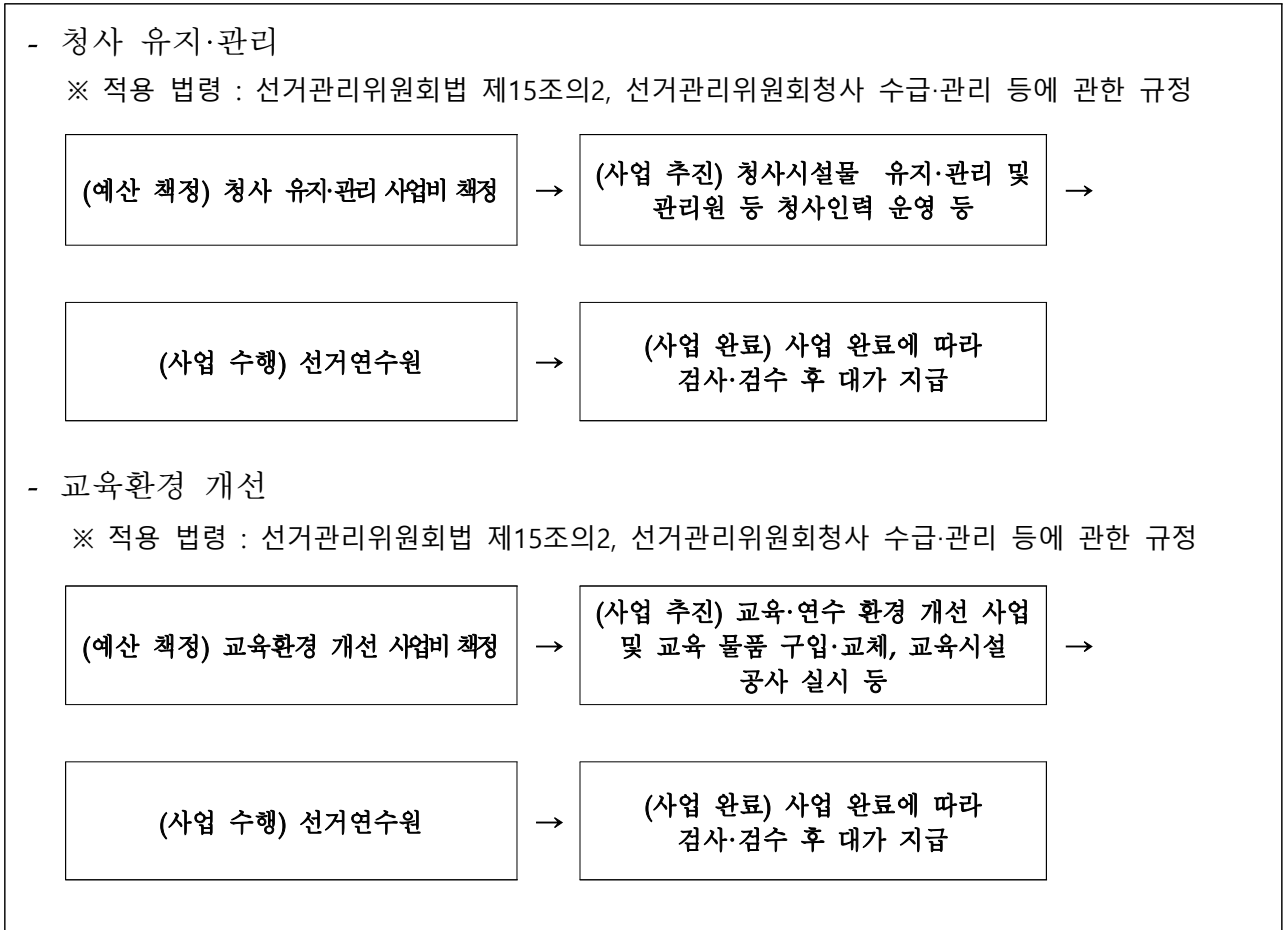 - 청사 유지·관리
※ 적용 법령 : 선거관리위원회법 제15조의2, 선거관리위원회청사 수급·관리 등에 관한 규정
(예산 책정) 청사 유지·관리 사업비 책정
→
(사업 추진) 청사시설물 유지·관리 및
관리원 등 청사인력 운영 등
→
(사업 수행) 선거연수원
→
(사업 완료) 사업 완료에 따라
검사·검수 후 대가 지급
- 교육환경 개선
※ 적용 법령 : 선거관리위원회법 제15조의2, 선거관리위원회청사 수급·관리 등에 관한 규정
(예산 책정) 교육환경 개선 사업비 책정
→
(사업 추진) 교육·연수 환경 개선 사업
및 교육 물품 구입·교체, 교육시설
공사 실시 등
→
(사업 수행) 선거연수원
→
(사업 완료) 사업 완료에 따라
검사·검수 후 대가 지급